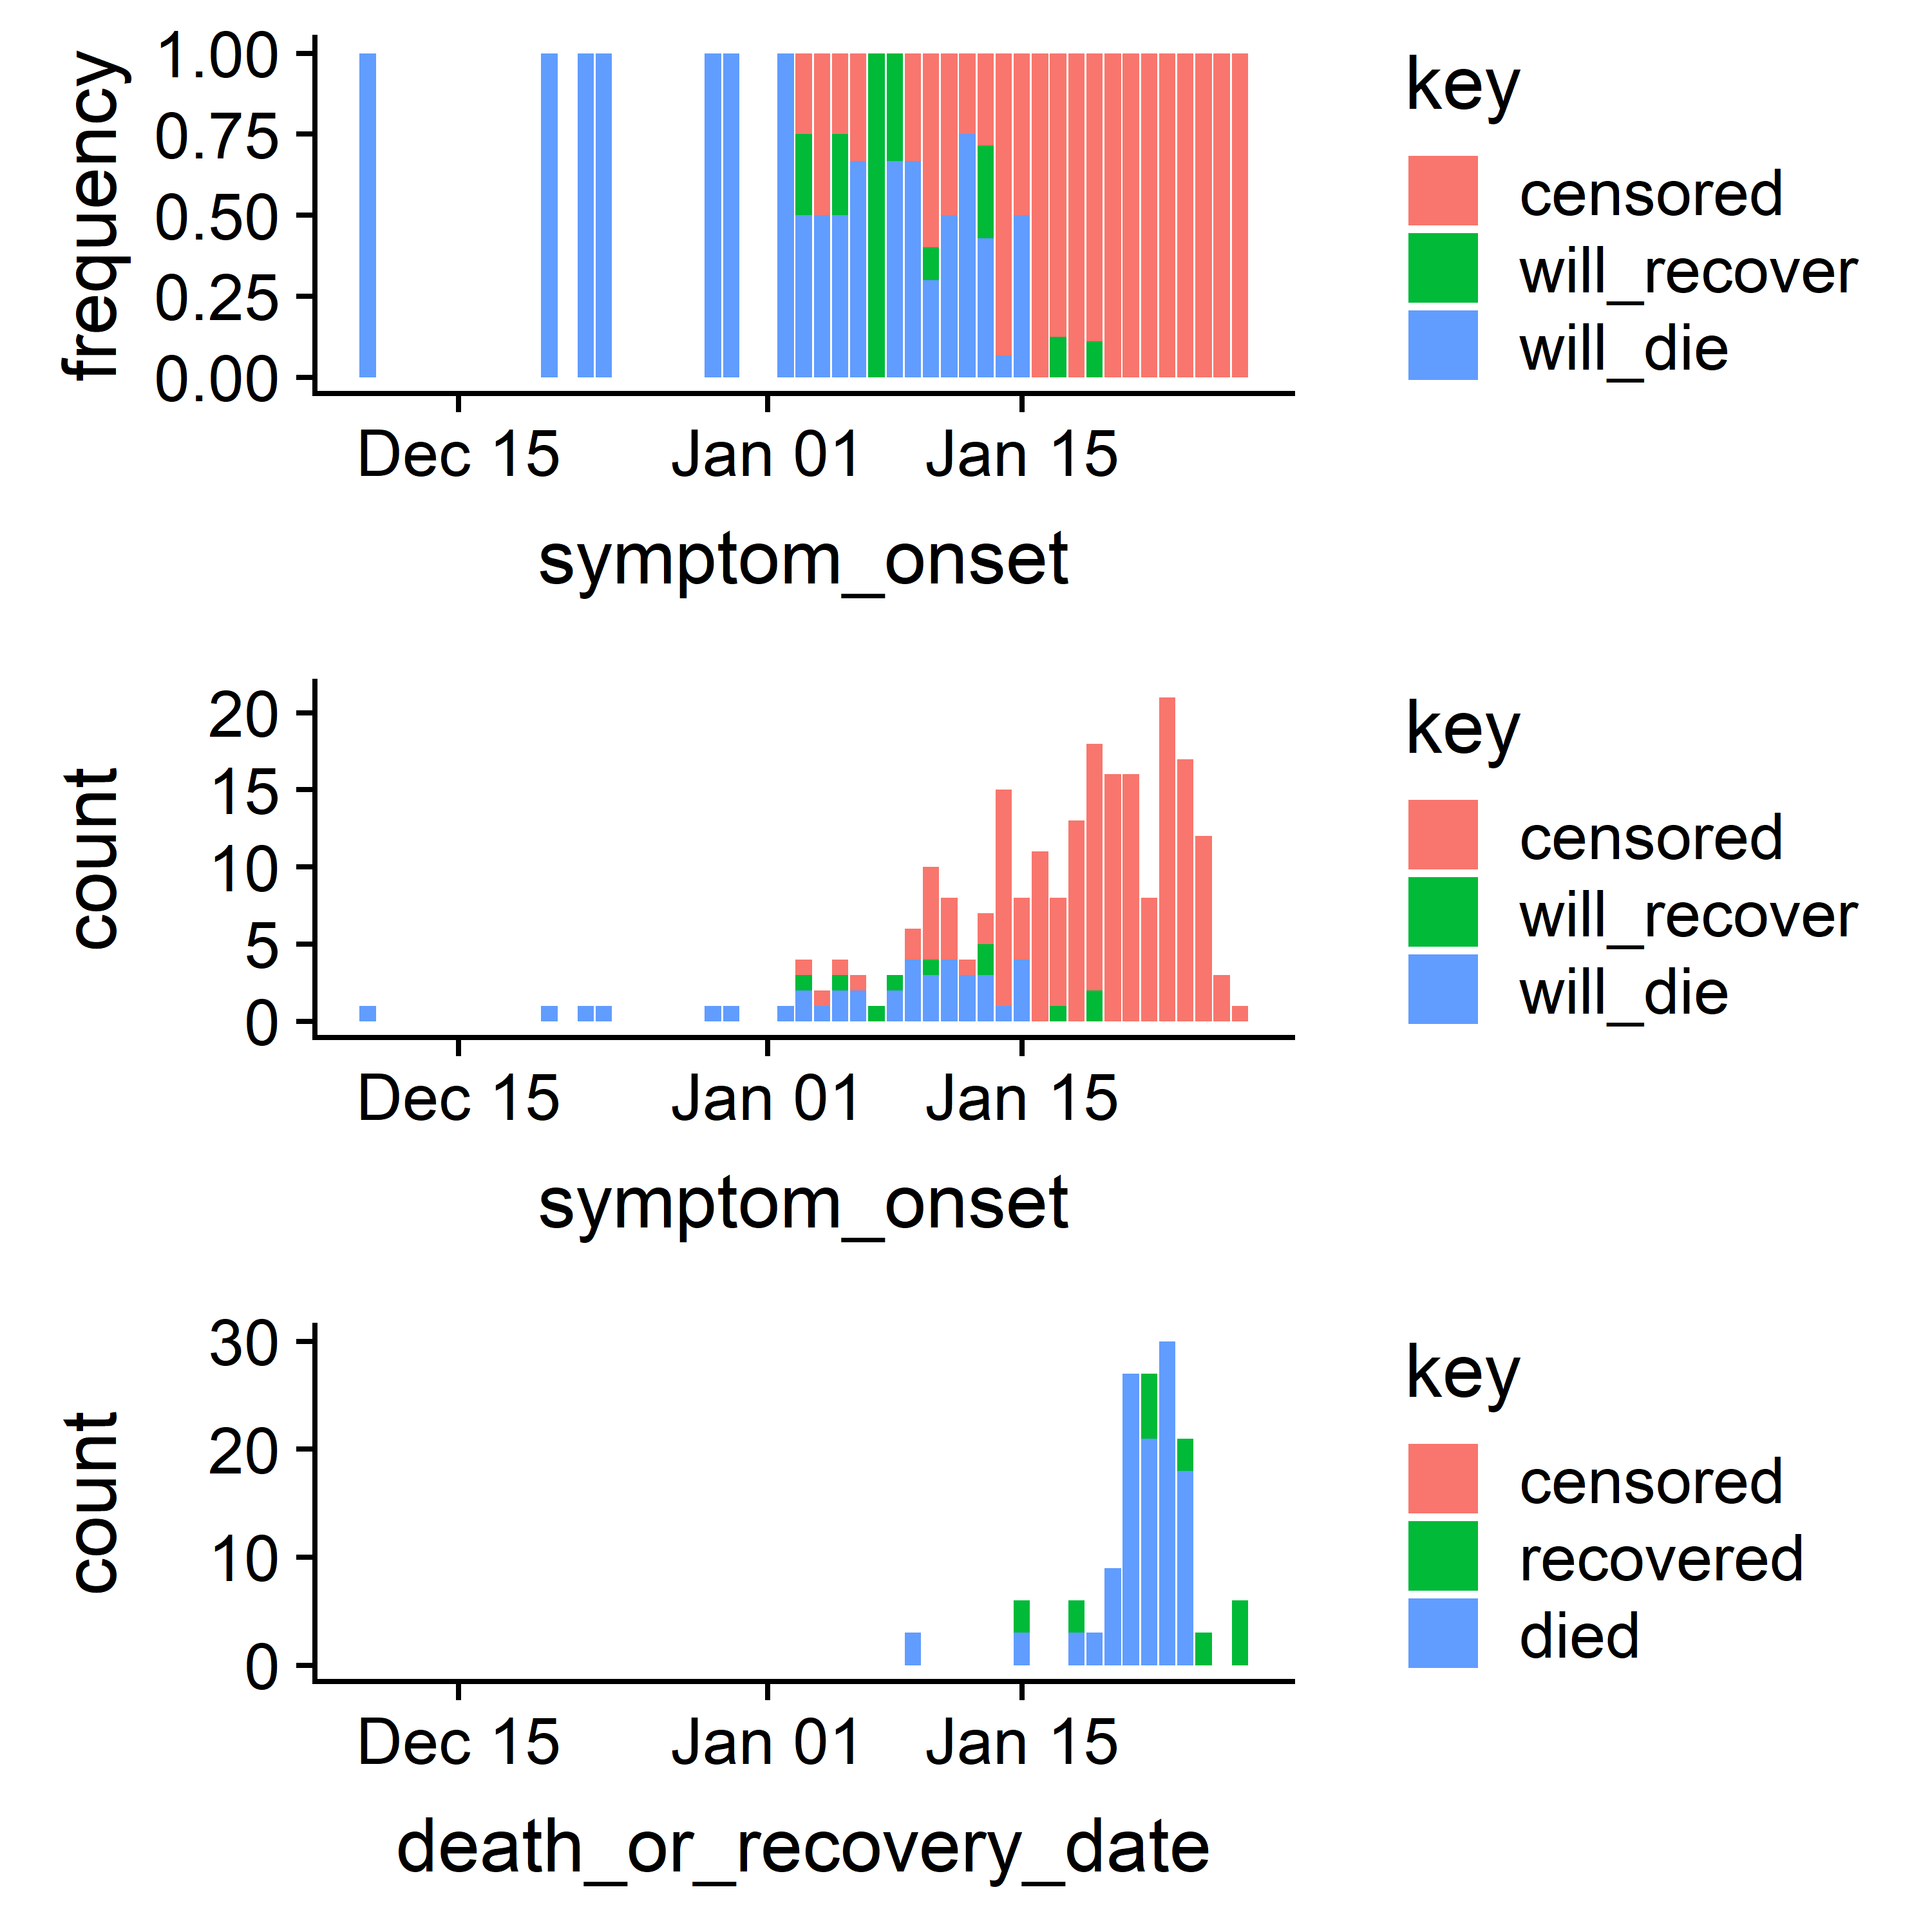 frequency
1.00
0.75
0.50
0.25
0.00
Dec 15 Jan 01 Jan 15
symptom_onset
key
censored
will_recover
will_die
count
20
15
10
5
0
Dec 15 Jan 01 Jan 15
symptom_onset
key
censored
will_recover
will_die
count
30
20
10
0
Dec 15 Jan 01 Jan 15
death_or_recovery_date
key
censored
recovered
died